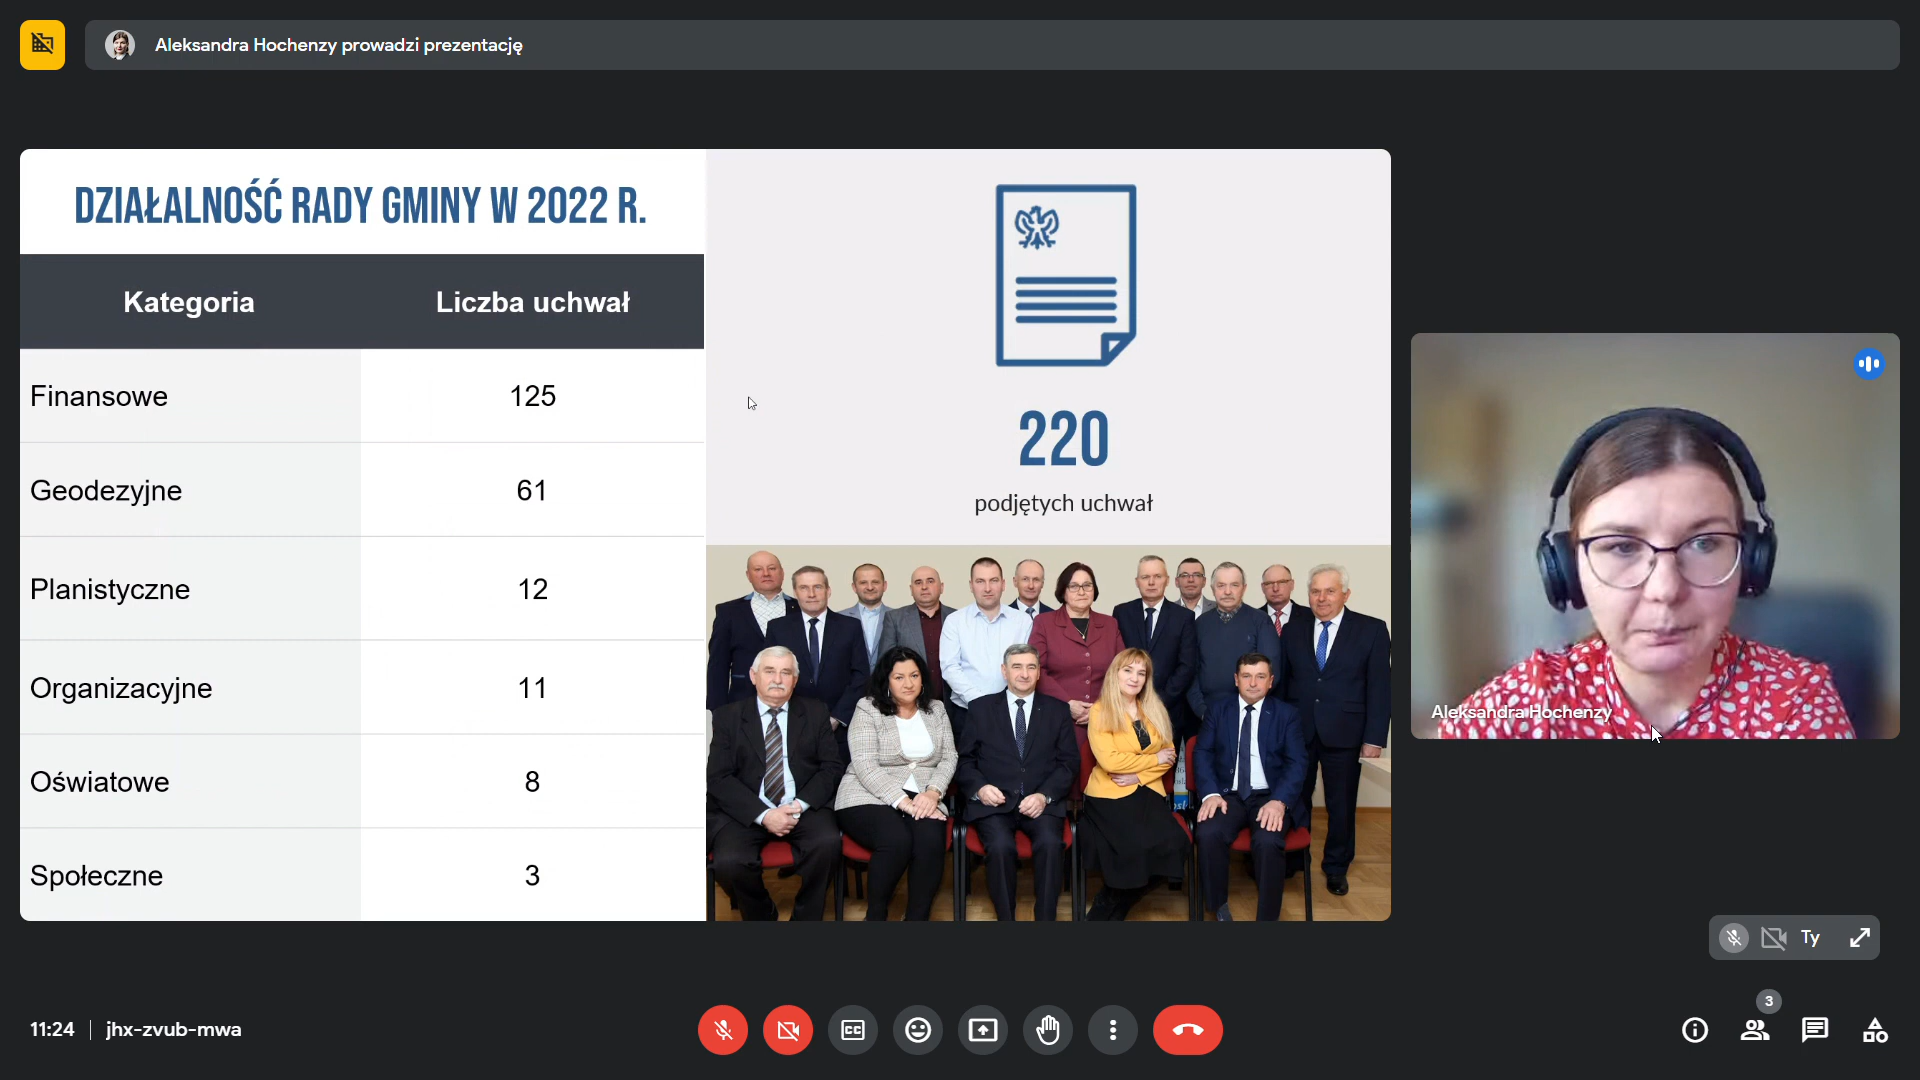 Aleksandra Hochenzy prowadzi prezentację
DZIAŁALNOŚĆ RADY GMINY W 2022 R.
Kategoria Liczba uchwał
Finansowe 125
Geodezyjne 61
Planistyczne 12
Organizacyjne 11
Oświatowe 8
Społeczne 3
220
podjętych uchwał
Aleksandra Hochenzy
Ty
11:24 | jhx-zvub-mwa
CC
3